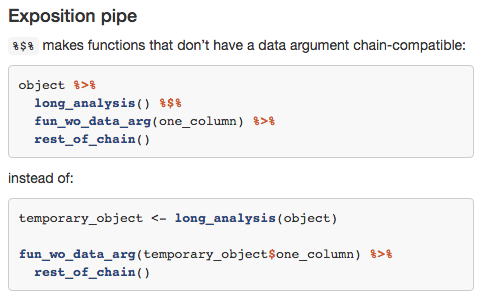 Exposition pipe
%$% makes functions that don’t have a data argument chain-compatible:
object %>%
  long_analysis() %$%
  fun_wo_data_arg(one_column) %>%
  rest_of_chain()
instead of:
temporary_object <- long_analysis(object)
fun_wo_data_arg(temporary_object$one_column) %>%
  rest_of_chain()